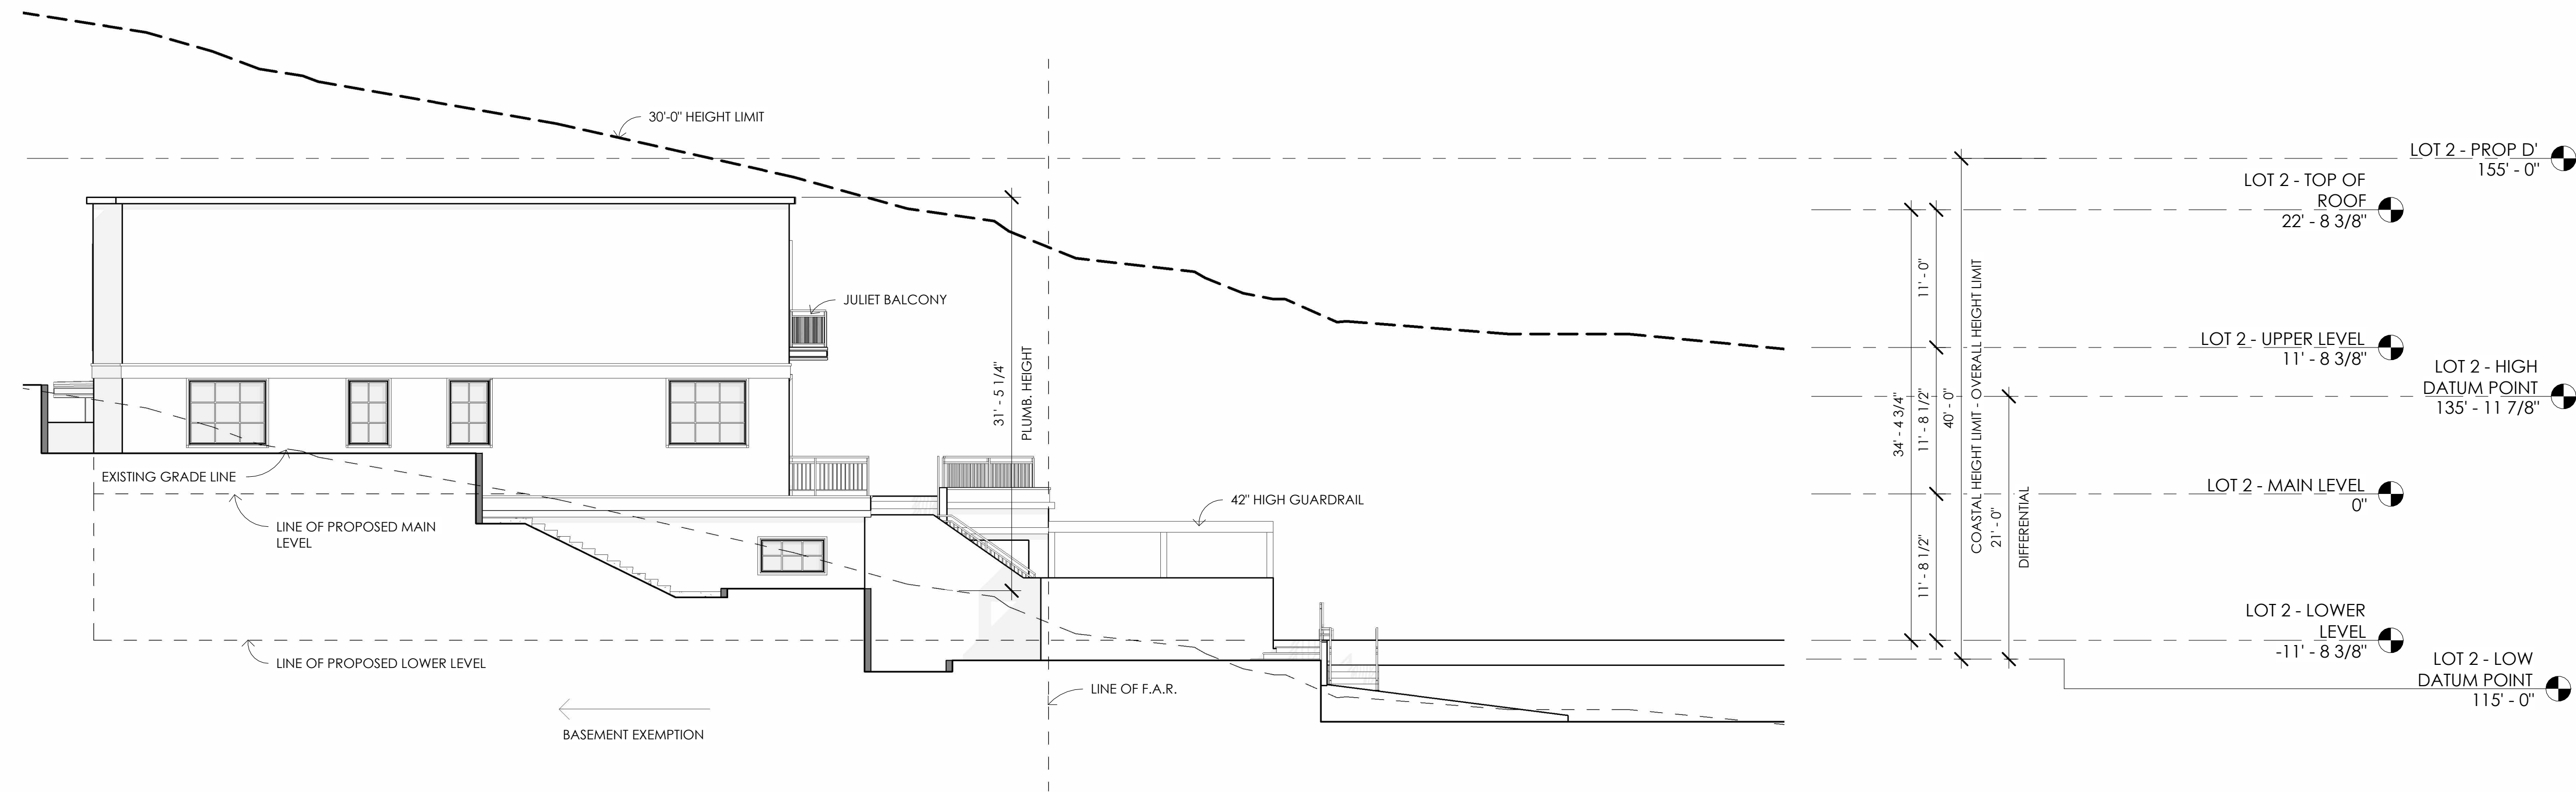 30'-0" HEIGHT LIMIT
LOT 2 - PROP D'
155' - 0"
LOT 2 - TOP OF
ROOF
22' - 8 3/8"
JULIET BALCONY
31' - 5 1/4"
PLUMB. HEIGHT
11' - 0"
COASTAL HEIGHT LIMIT - OVERALL HEIGHT LIMIT
LOT 2 - UPPER LEVEL
11' - 8 3/8"
LOT 2 - HIGH
DATUM POINT
135' - 11 7/8"
34' - 4 3/4"
11' - 8 1/2"
40' - 0"
EXISTING GRADE LINE
42" HIGH GUARDRAIL
LOT 2 - MAIN LEVEL
0"
LINE OF PROPOSED MAIN
LEVEL
21' - 0"
DIFFERENTIAL
11' - 8 1/2"
LOT 2 - LOWER
LEVEL
-11' - 8 3/8"
LINE OF PROPOSED LOWER LEVEL
LOT 2 - LOW
DATUM POINT
115' - 0"
LINE OF F.A.R.
BASEMENT EXEMPTION